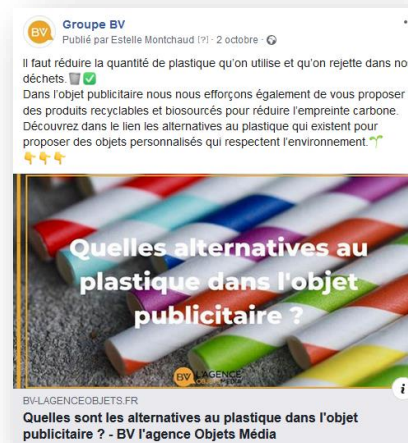 BV
Groupe BV
Publié par Estelle Montchaud [?] · 2 octobre ·
Il faut réduire la quantité de plastique qu'on utilise et qu'on rejette dans no
déchets.🗑️✅
Dans l'objet publicitaire nous nous efforçons également de vous proposer
des produits recyclables et biosourcés pour réduire l'empreinte carbone.
Découvrez dans le lien les alternatives au plastique qui existent pour
proposer des objets personnalisés qui respectent l'environnement.🌱
👇👇👇
Quelles alternatives au
plastique dans l'objet
publicitaire ?
BV L'AGENCE
BV-LAGENCEOBJETS.FR
i
Quelles sont les alternatives au plastique dans l'objet
publicitaire ? - BV l'agence Objets Média